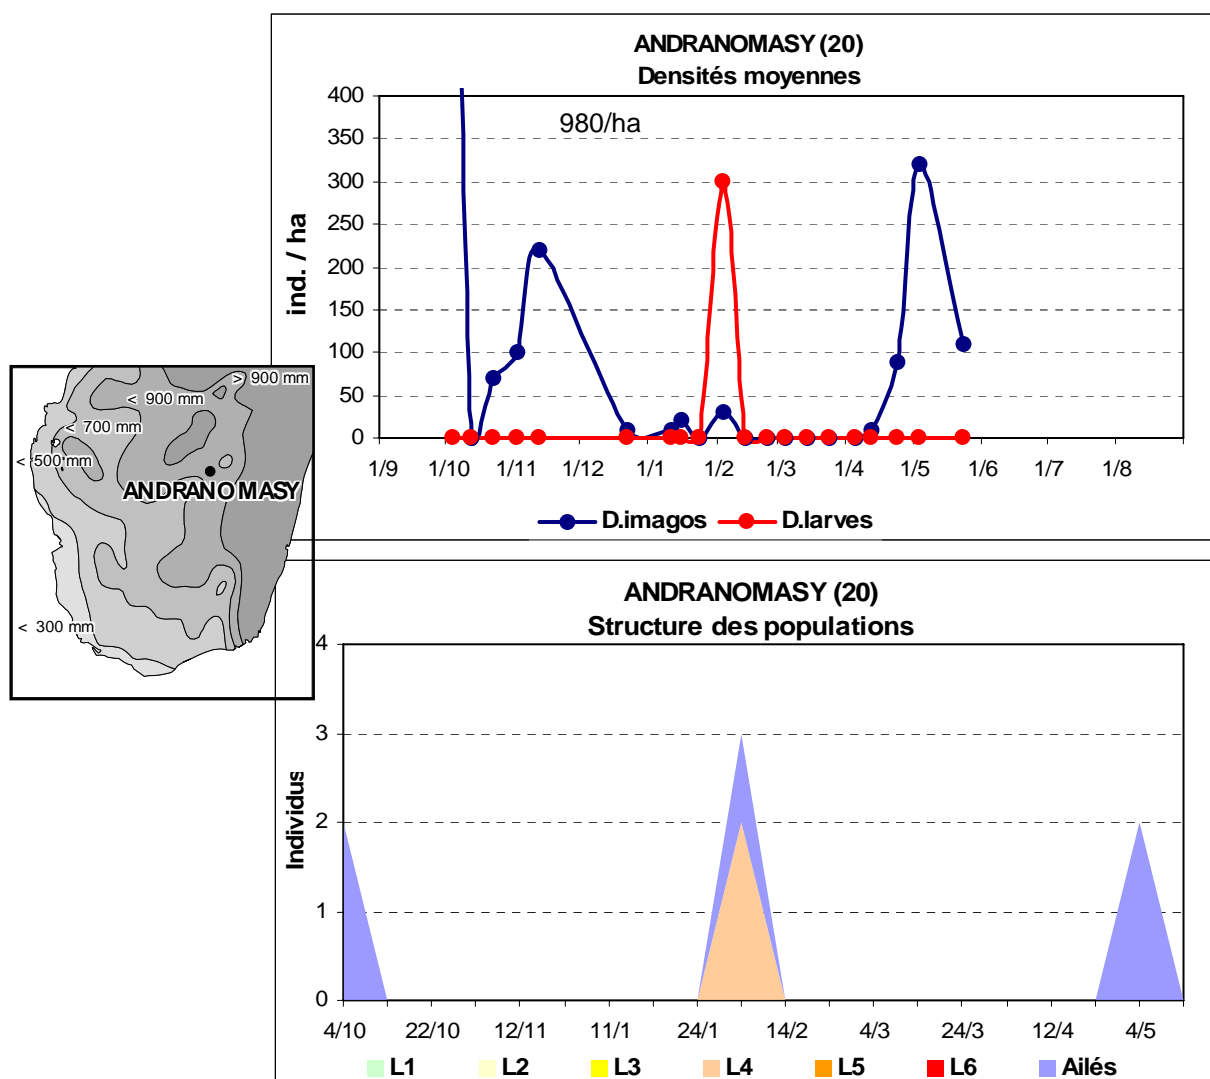 ANDRANOMASY (20)
Densités moyennes
980/ha
400
350
300
250
200
150
100
50
0
ind. / ha
1/9 1/10 1/11 1/12 1/1 1/2 1/3 1/4 1/5 1/6 1/7 1/8
D.imagos D.larves
> 900 mm
< 900 mm
< 700 mm
< 500 mm
ANDRANOMASY
< 300 mm
ANDRANOMASY (20)
Structure des populations
4
3
2
1
0
Individus
4/10 22/10 12/11 11/1 24/1 14/2 4/3 24/3 12/4 4/5
L1 L2 L3 L4 L5 L6 Ailés